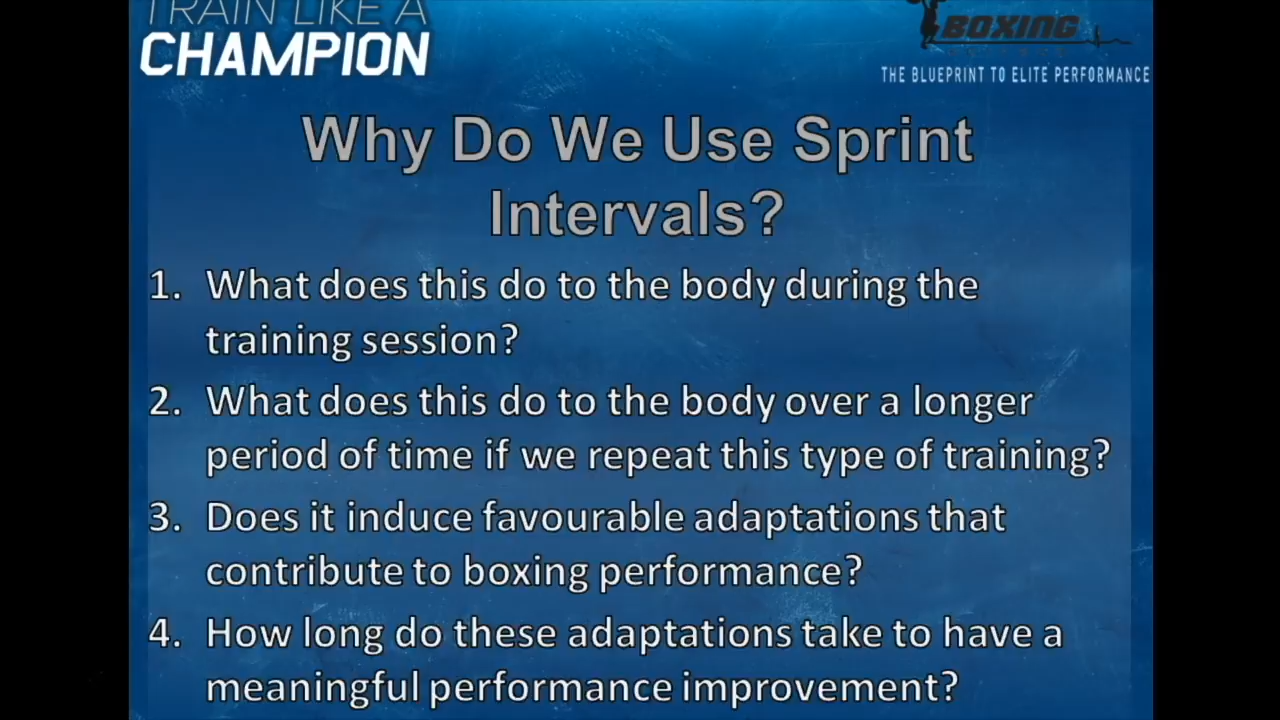 TRAIN LIKE A
CHAMPION
BOXING
THE BLUEPRINT TO ELITE PERFORMANCE
Why Do We Use Sprint
Intervals?
1. What does this do to the body during the
training session?
2. What does this do to the body over a longer
period of time if we repeat this type of training?
3. Does it induce favourable adaptations that
contribute to boxing performance?
4. How long do these adaptations take to have a
meaningful performance improvement?